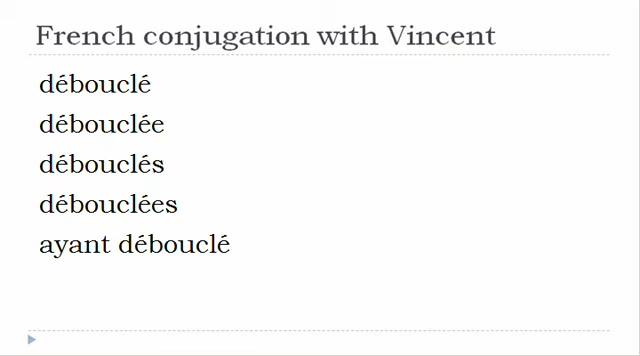 French conjugation with Vincent
débouclé
débouclée
débouclés
débouclées
ayant débouclé